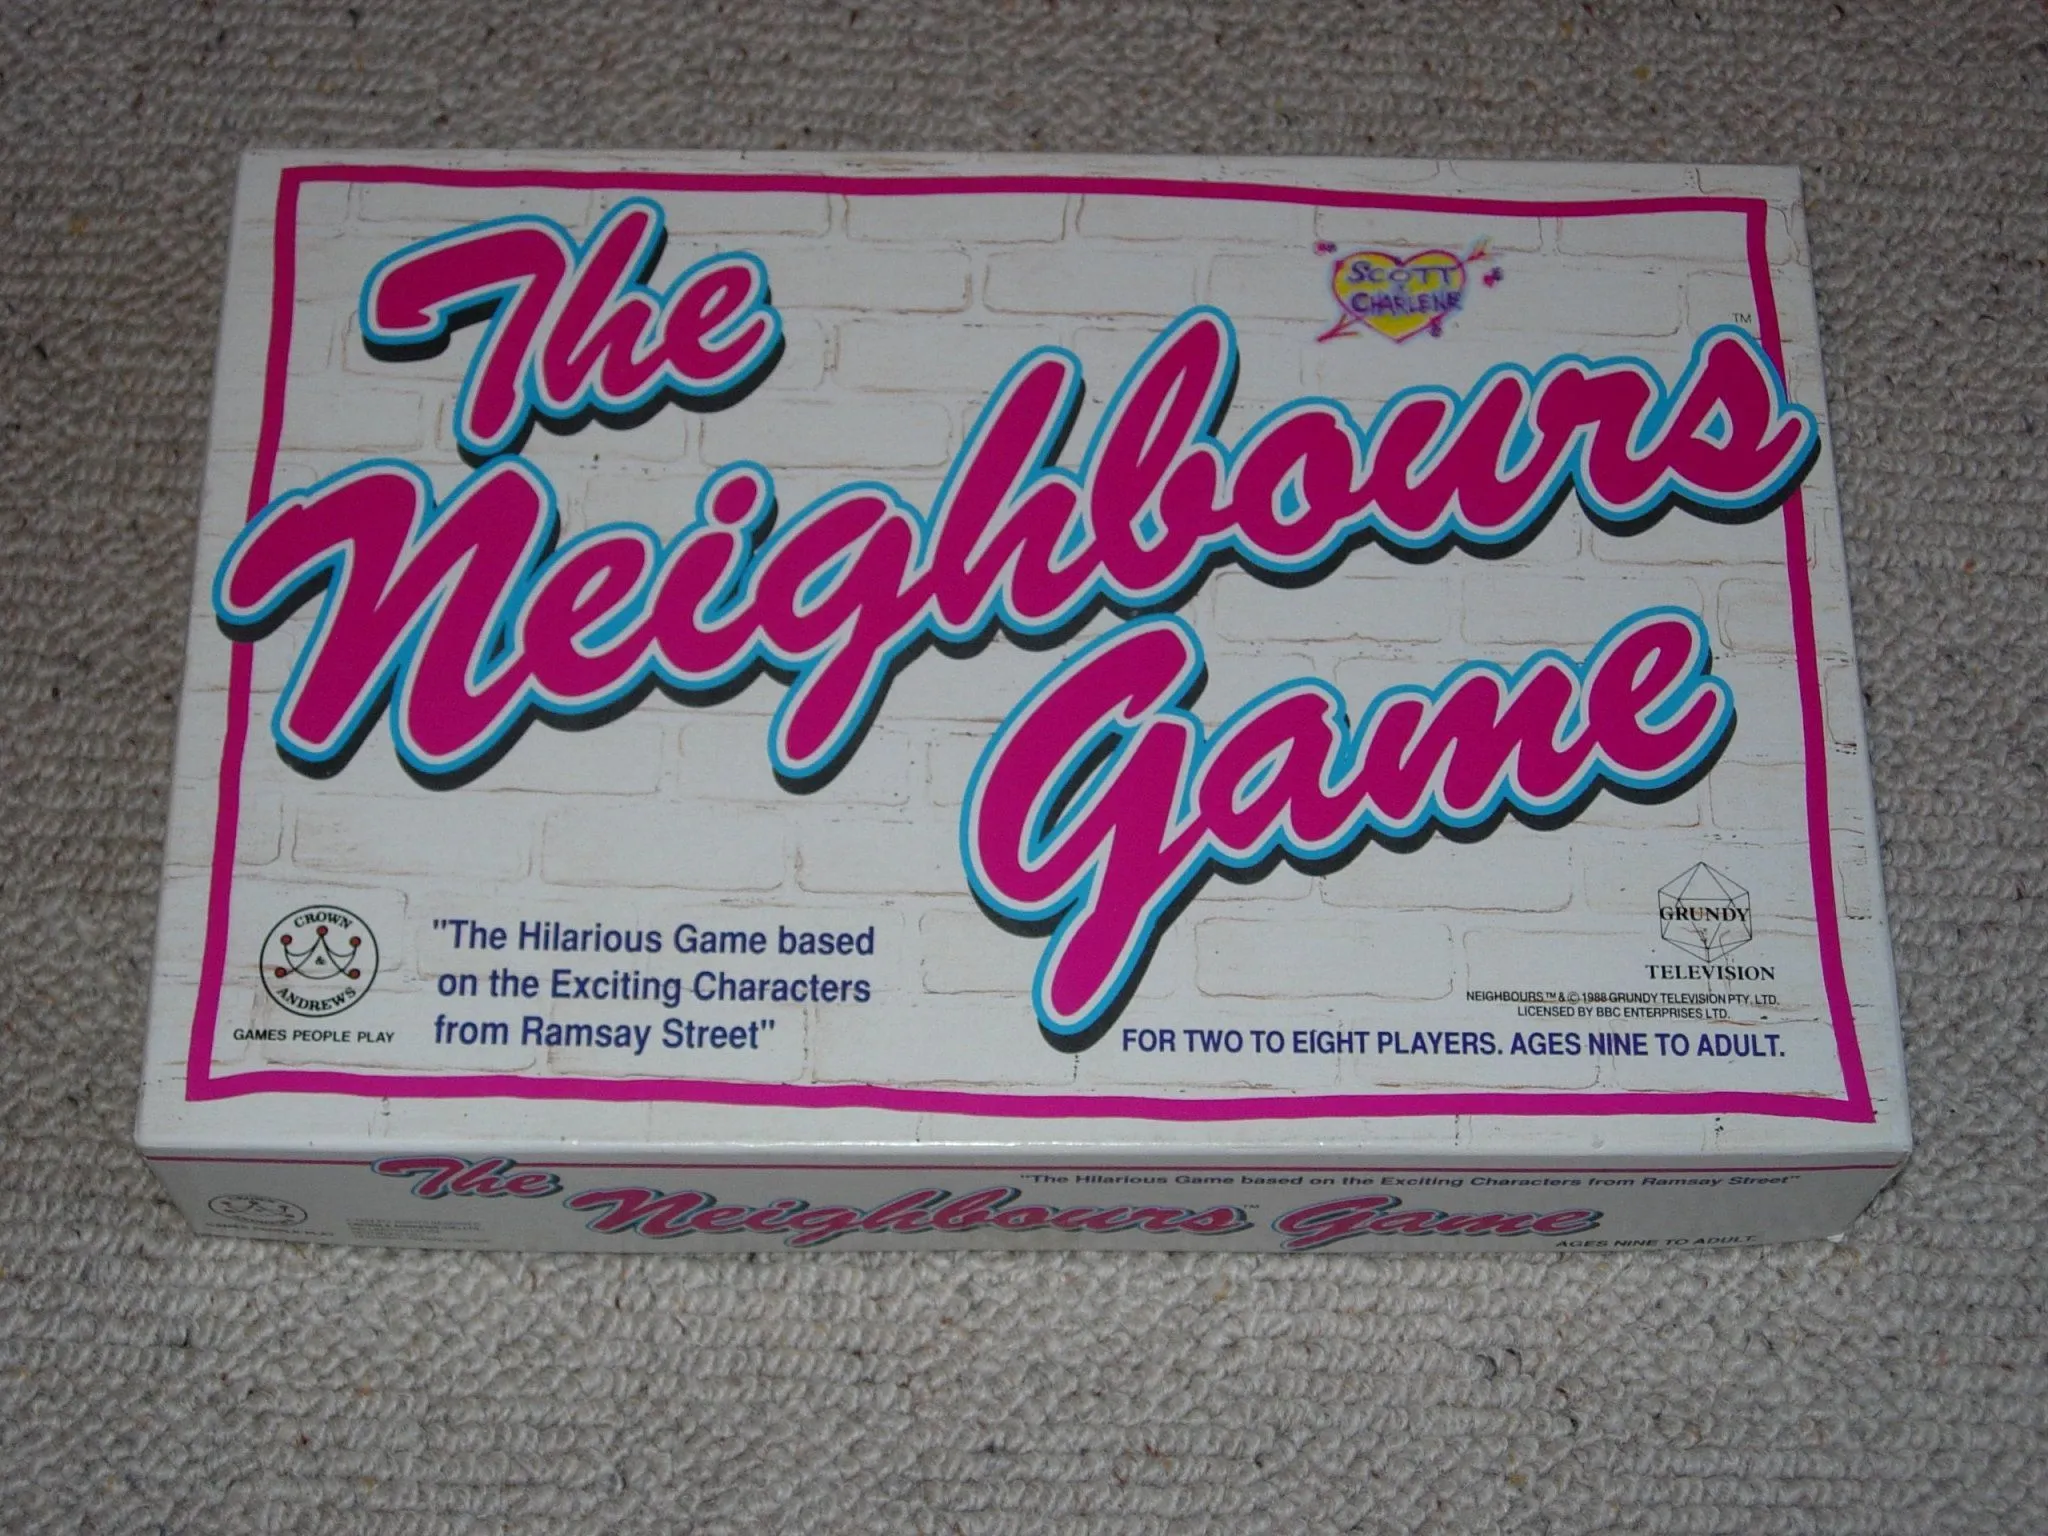 The
SCOTT
&
CHARLENE
TM
Neighbours
Game
CROWN
&
ANDREWS
GAMES PEOPLE PLAY
"The Hilarious Game based
on the Exciting Characters
from Ramsay Street"
GRUNDY
TELEVISION
NEIGHBOURS™ & © 1988 GRUNDY TELEVISION PTY. LTD.
LICENSED BY BBC ENTERPRISES LTD.
FOR TWO TO EIGHT PLAYERS. AGES NINE TO ADULT.
"The Hilarious Game based on the Exciting Characters from Ramsay Street"
The Neighbours™ Game
AGES NINE TO ADULT.